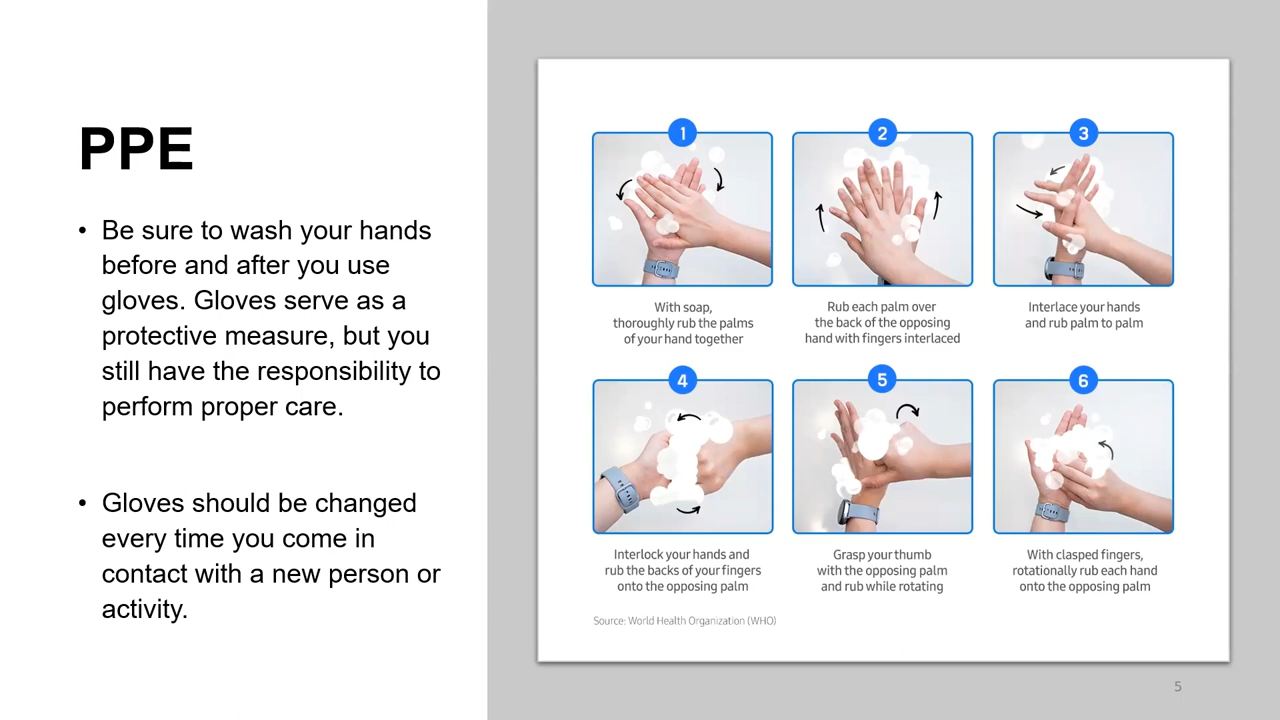 PPE
• Be sure to wash your hands
before and after you use
gloves. Gloves serve as a
protective measure, but you
still have the responsibility to
perform proper care.
• Gloves should be changed
every time you come in
contact with a new person or
activity.
1
With soap,
thoroughly rub the palms
of your hand together
2
Rub each palm over
the back of the opposing
hand with fingers interlaced
3
Interlace your hands
and rub palm to palm
4
Interlock your hands and
rub the backs of your fingers
onto the opposing palm
5
Grasp your thumb
with the opposing palm
and rub while rotating
6
With clasped fingers,
rotationally rub each hand
onto the opposing palm
Source: World Health Organization (WHO)
5